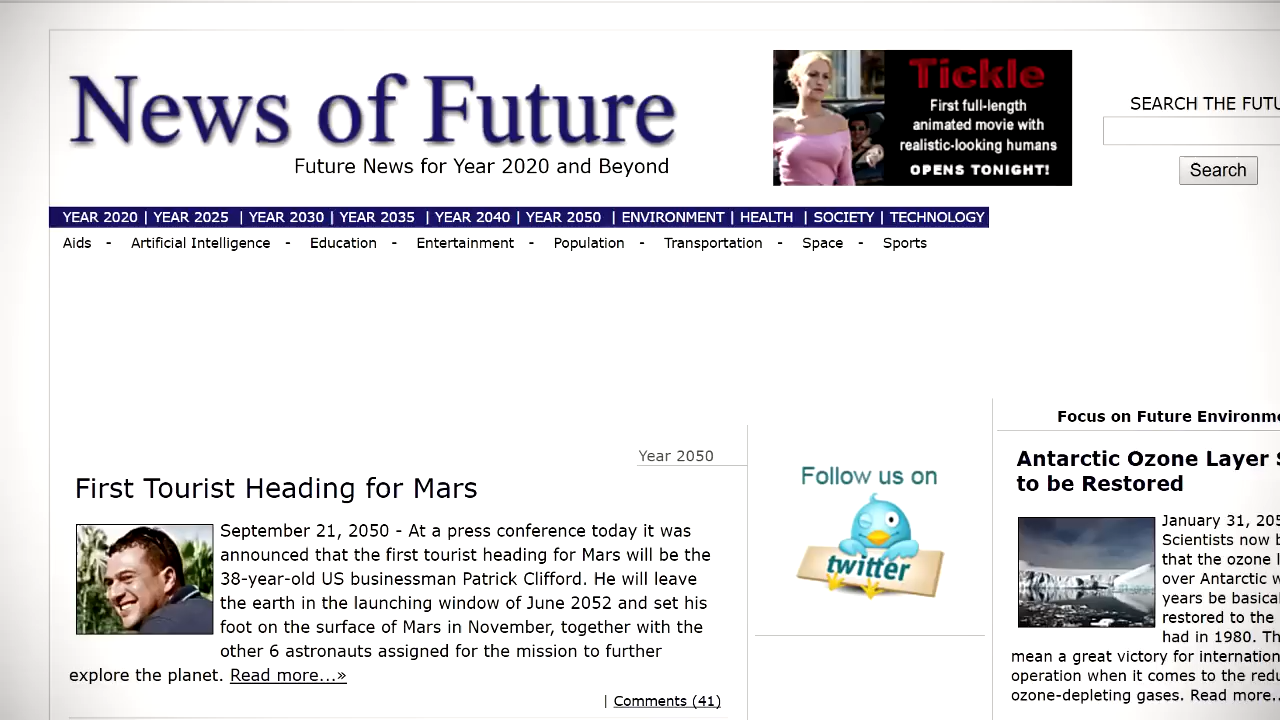 News of Future
Future News for Year 2020 and Beyond
Tickle
First full-length
animated movie with
realistic-looking humans
OPENS TONIGHT!
SEARCH THE FUTU
Search
YEAR 2020 | YEAR 2025 | YEAR 2030 | YEAR 2035 | YEAR 2040 | YEAR 2050 | ENVIRONMENT | HEALTH | SOCIETY | TECHNOLOGY
Aids - Artificial Intelligence - Education - Entertainment - Population - Transportation - Space - Sports
Year 2050
First Tourist Heading for Mars
September 21, 2050 - At a press conference today it was
announced that the first tourist heading for Mars will be the
38-year-old US businessman Patrick Clifford. He will leave
the earth in the launching window of June 2052 and set his
foot on the surface of Mars in November, together with the
other 6 astronauts assigned for the mission to further
explore the planet. Read more...»
| Comments (41)
Follow us on
twitter
Focus on Future Environme
Antarctic Ozone Layer S
to be Restored
January 31, 205
Scientists now b
that the ozone l
over Antarctic w
years be basical
restored to the
had in 1980. Th
mean a great victory for internation
operation when it comes to the redu
ozone-depleting gases. Read more..